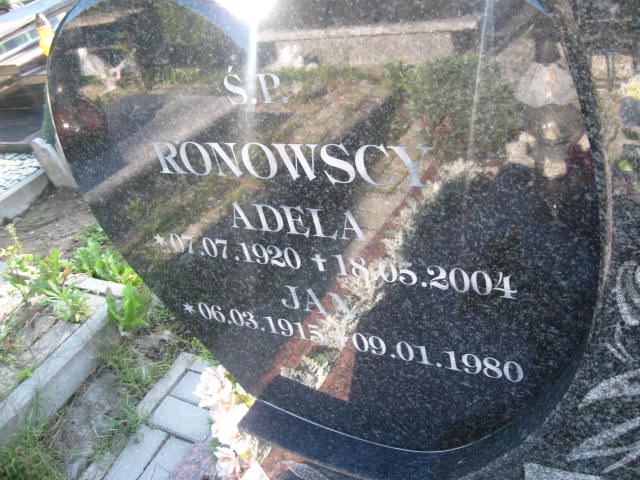 Ś.P.
RONOWSCY
ADELA
*07.07.1920 †18.05.2004
JAN
*06.03.1915 †09.01.1980